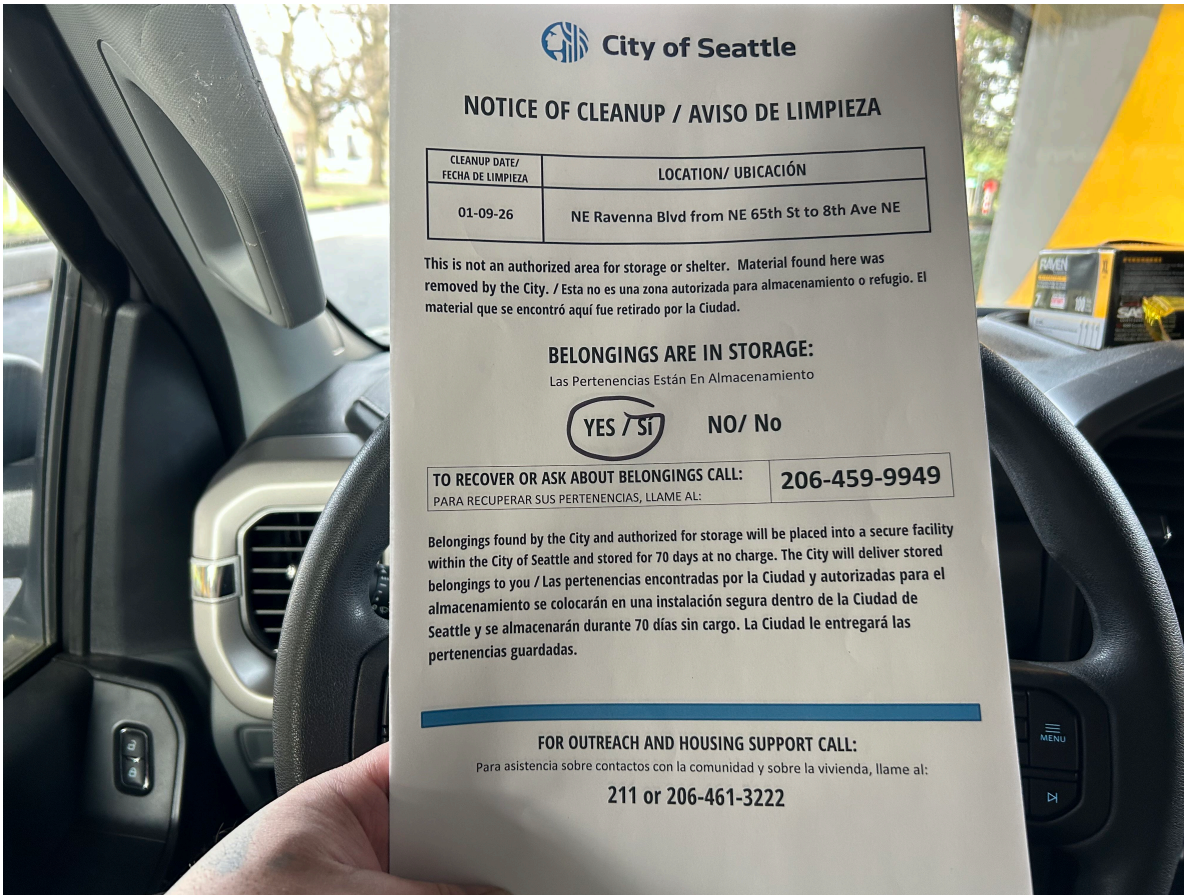 City of Seattle
NOTICE OF CLEANUP / AVISO DE LIMPIEZA
CLEANUP DATE/
FECHA DE LIMPIEZA
LOCATION/ UBICACIÓN
01-09-26
NE Ravenna Blvd from NE 65th St to 8th Ave NE
This is not an authorized area for storage or shelter. Material found here was
removed by the City. / Esta no es una zona autorizada para almacenamiento o refugio. El
material que se encontró aquí fue retirado por la Ciudad.
BELONGINGS ARE IN STORAGE:
Las Pertenencias Están En Almacenamiento
YES / SÍ
NO/ No
TO RECOVER OR ASK ABOUT BELONGINGS CALL:
PARA RECUPERAR SUS PERTENENCIAS, LLAME AL:
206-459-9949
Belongings found by the City and authorized for storage will be placed into a secure facility
within the City of Seattle and stored for 70 days at no charge. The City will deliver stored
belongings to you / Las pertenencias encontradas por la Ciudad y autorizadas para el
almacenamiento se colocarán en una instalación segura dentro de la Ciudad de
Seattle y se almacenarán durante 70 días sin cargo. La Ciudad le entregará las
pertenencias guardadas.
FOR OUTREACH AND HOUSING SUPPORT CALL:
Para asistencia sobre contactos con la comunidad y sobre la vivienda, llame al:
211 or 206-461-3222
RAVEN
XL
100
MENU